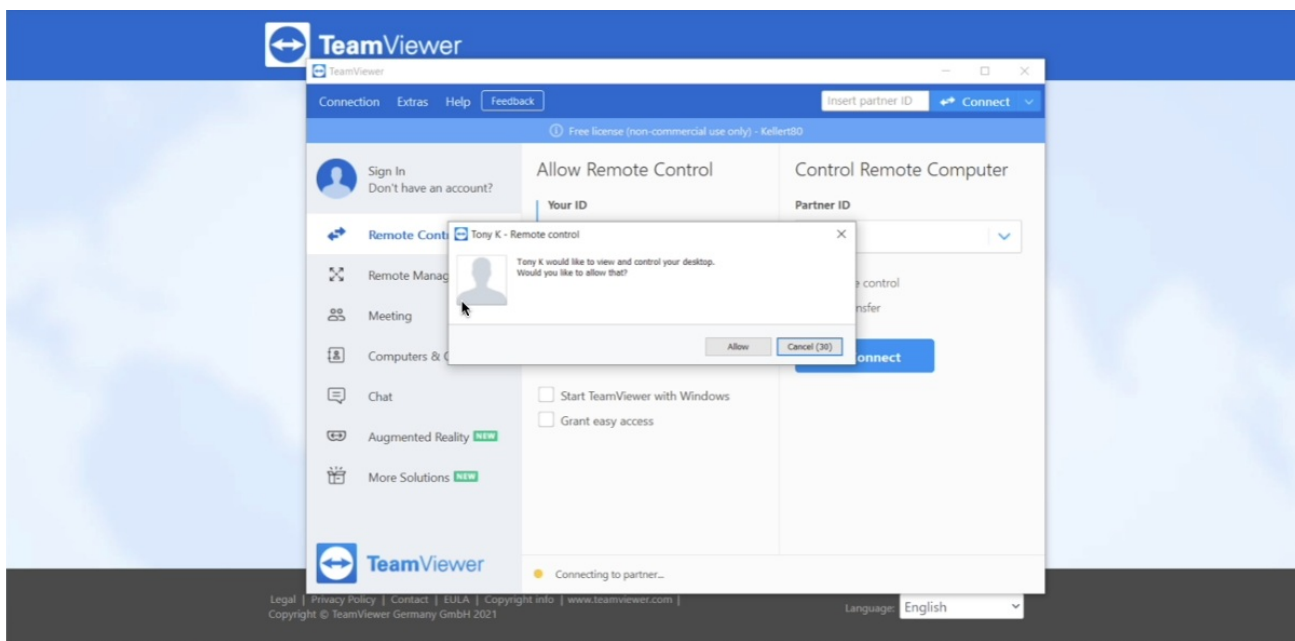 TeamViewer
TeamViewer
Connection Extras Help Feedback
Insert partner ID
Connect
Free license (non-commercial use only) - Kellert80
Sign In
Don't have an account?
Allow Remote Control
Control Remote Computer
Your ID
Partner ID
Remote
Tony K - Remote control
Tony K would like to view and control your desktop.
Would you like to allow that?
Allow
Cancel (30)
Remote
control
Meeting
Computers &
onnect
Chat
Start TeamViewer with Windows
Grant easy access
Augmented Reality NEW
More Solutions NEW
TeamViewer
Connecting to partner...
Legal | Privacy Policy | Contact | EULA | Copyright info | www.teamviewer.com |
Copyright © TeamViewer Germany GmbH 2021
Language: English